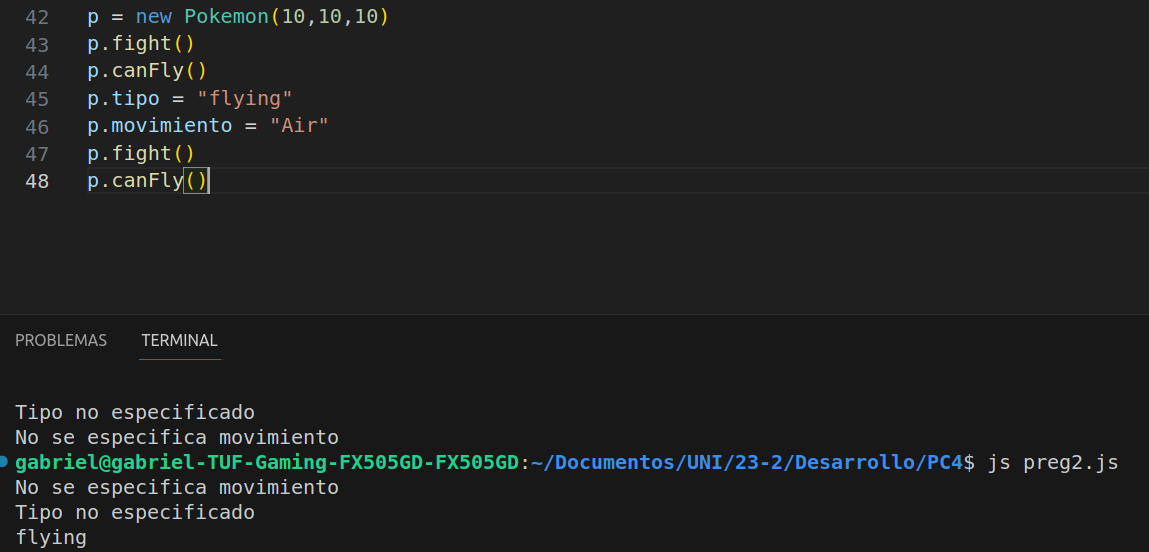 42 p = new Pokemon(10,10,10)
43 p.fight()
44 p.canFly()
45 p.tipo = "flying"
46 p.movimiento = "Air"
47 p.fight()
48 p.canFly()
PROBLEMAS TERMINAL
Tipo no especificado
No se especifica movimiento
gabriel@gabriel-TUF-Gaming-FX505GD-FX505GD:~/Documentos/UNI/23-2/Desarrollo/PC4$ js preg2.js
No se especifica movimiento
Tipo no especificado
flying